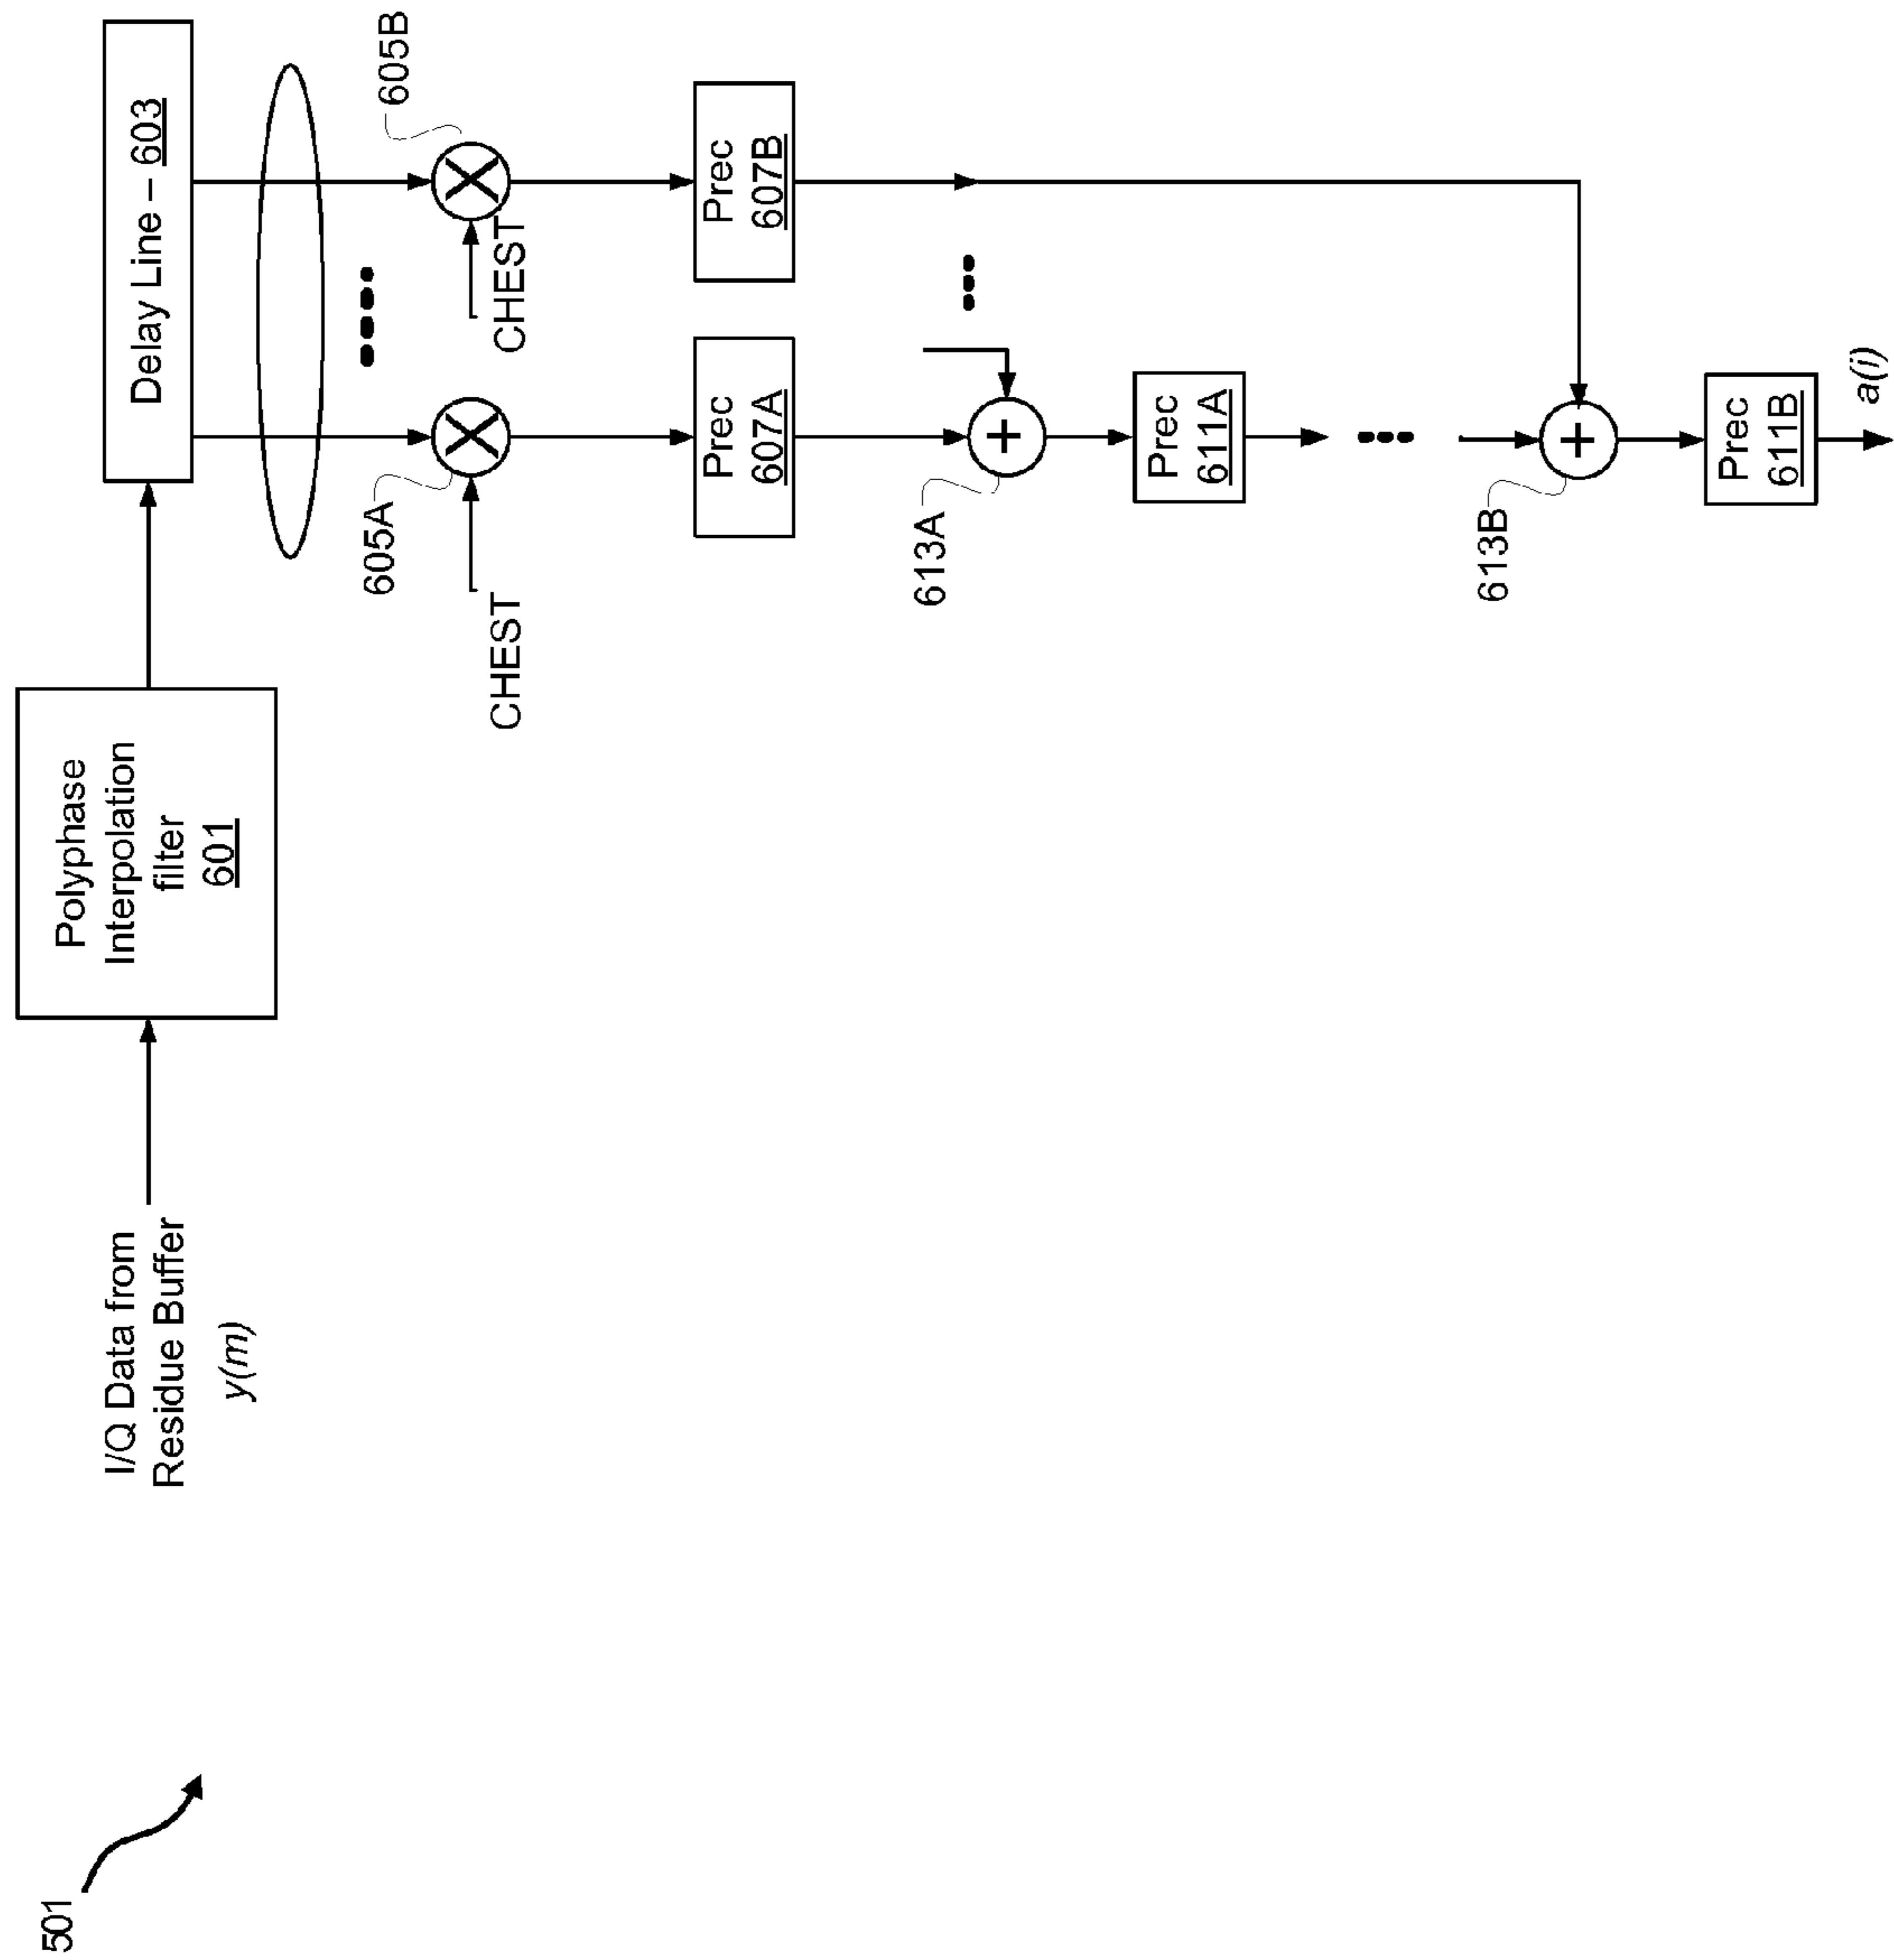 501
I/Q Data from
Residue Buffer
y(m)
Polyphase
Interpolation
filter
601
Delay Line – 603
605A
605B
CHEST
CHEST
Prec
607A
Prec
607B
613A
Prec
611A
613B
Prec
611B
a(i)